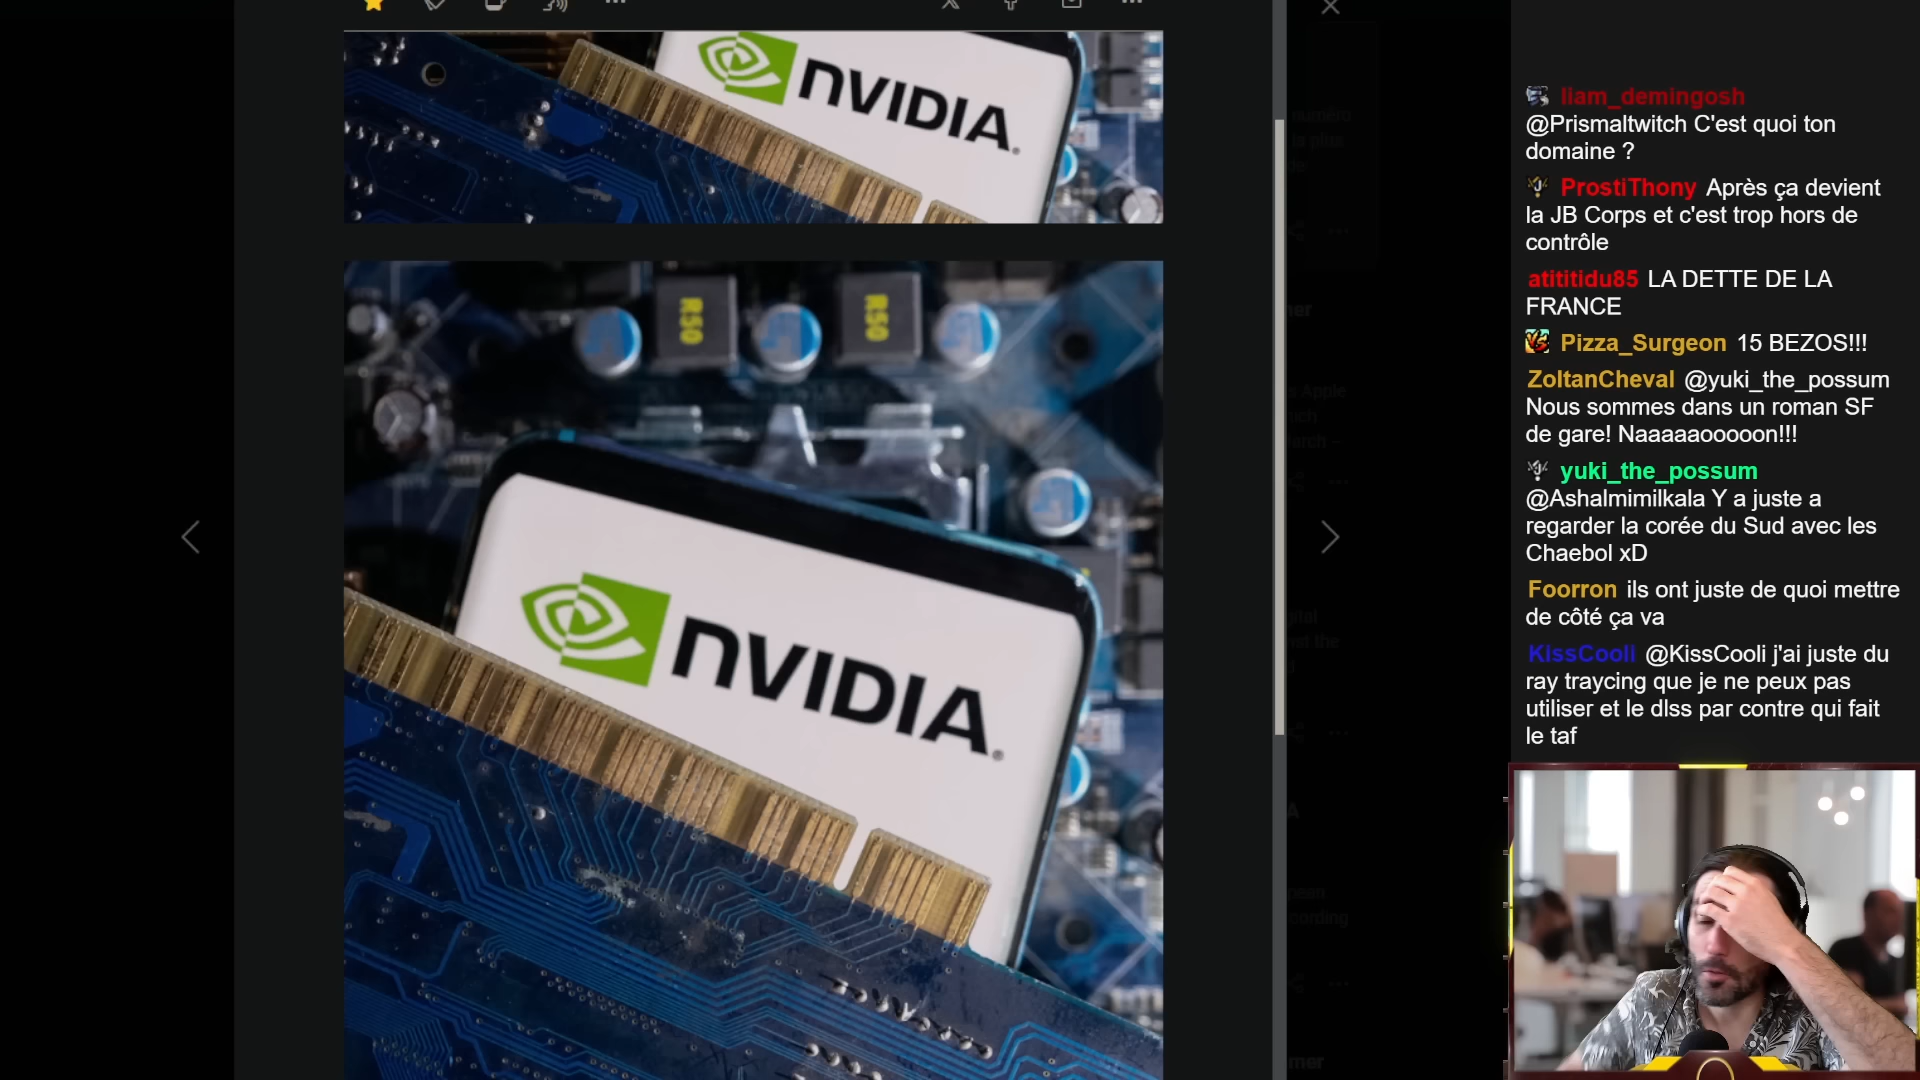 NVIDIA
R50
R50
NVIDIA
liam_demingosh
@Prismaltwitch C'est quoi ton
domaine ?
ProstiThony Après ça devient
la JB Corps et c'est trop hors de
contrôle
atititidu85 LA DETTE DE LA
FRANCE
Pizza_Surgeon 15 BEZOS!!!
ZoltanCheval @yuki_the_possum
Nous sommes dans un roman SF
de gare! Naaaaaooooon!!!
yuki_the_possum
@Ashalmimilkala Y a juste a
regarder la corée du Sud avec les
Chaebol xD
Foorron ils ont juste de quoi mettre
de côté ça va
KissCooli @KissCooli j'ai juste du
ray traycing que je ne peux pas
utiliser et le dlss par contre qui fait
le taf